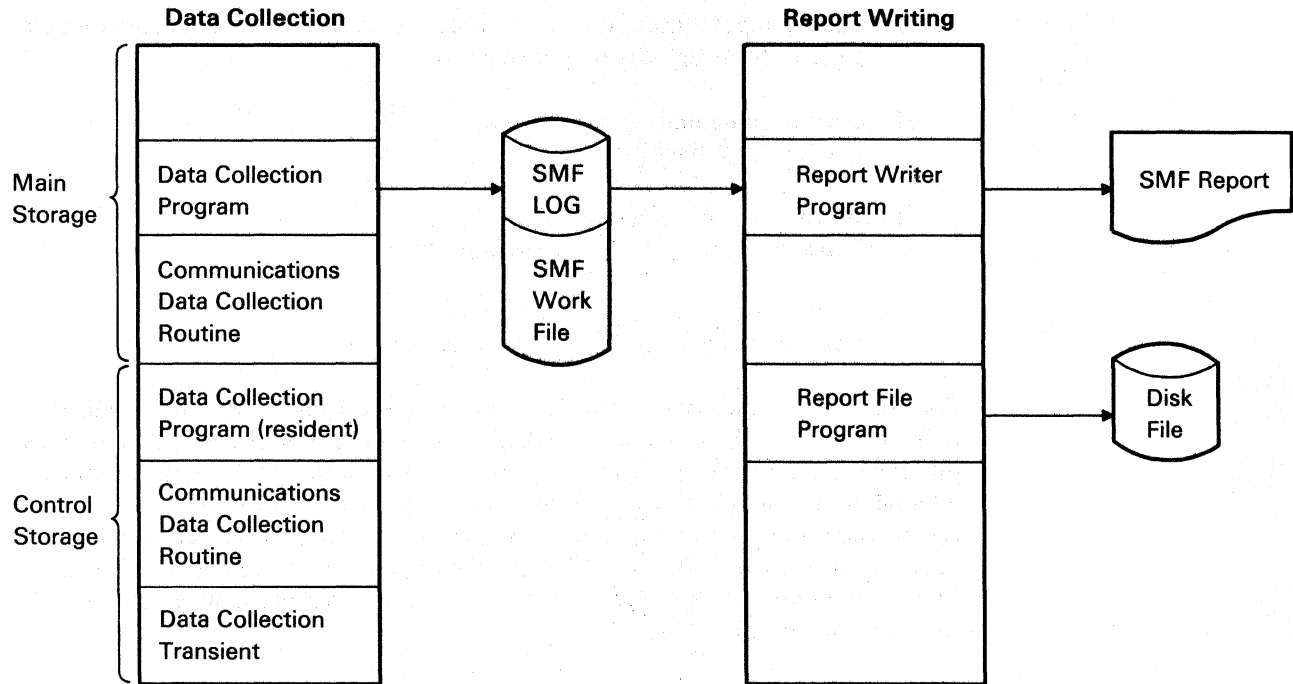 Data Collection
Report Writing
Main
Storage
Data Collection
Program
Communications
Data Collection
Routine
Control
Storage
Data Collection
Program (resident)
Communications
Data Collection
Routine
Data Collection
Transient
SMF
LOG
SMF
Work
File
Report Writer
Program
Report File
Program
SMF Report
Disk
File